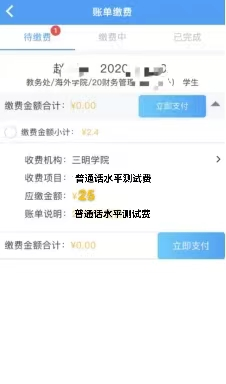 账单缴费
待缴费 1 缴费中 已完成
赵 2020
教务处/海外学院/20财务管理 学生
缴费金额合计: ¥0.00 立即支付
缴费金额小计: ¥2.4
收费机构: 三明学院
收费项目: 普通话水平测试费
应缴金额: ¥25
账单说明: 普通话水平测试费
缴费金额合计: ¥0.00 立即支付